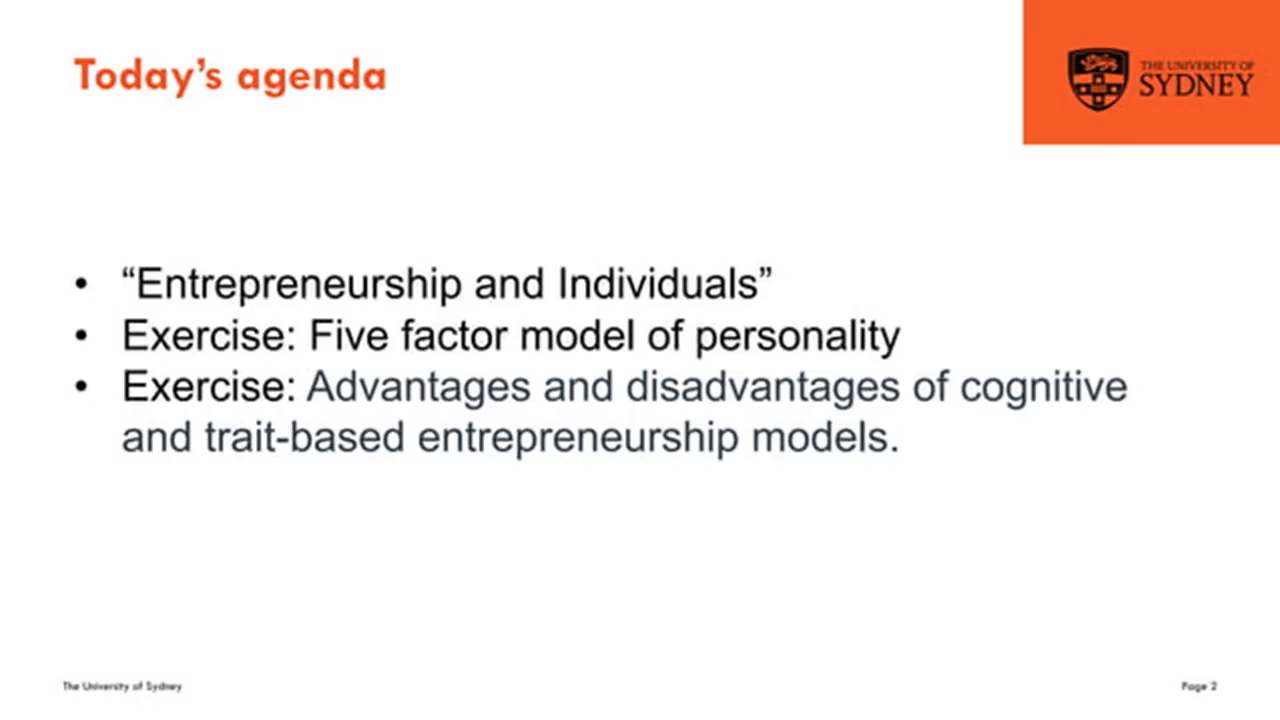 Today’s agenda
THE UNIVERSITY OF
SYDNEY
• “Entrepreneurship and Individuals”
• Exercise: Five factor model of personality
• Exercise: Advantages and disadvantages of cognitive
and trait-based entrepreneurship models.
The University of Sydney
Page 2